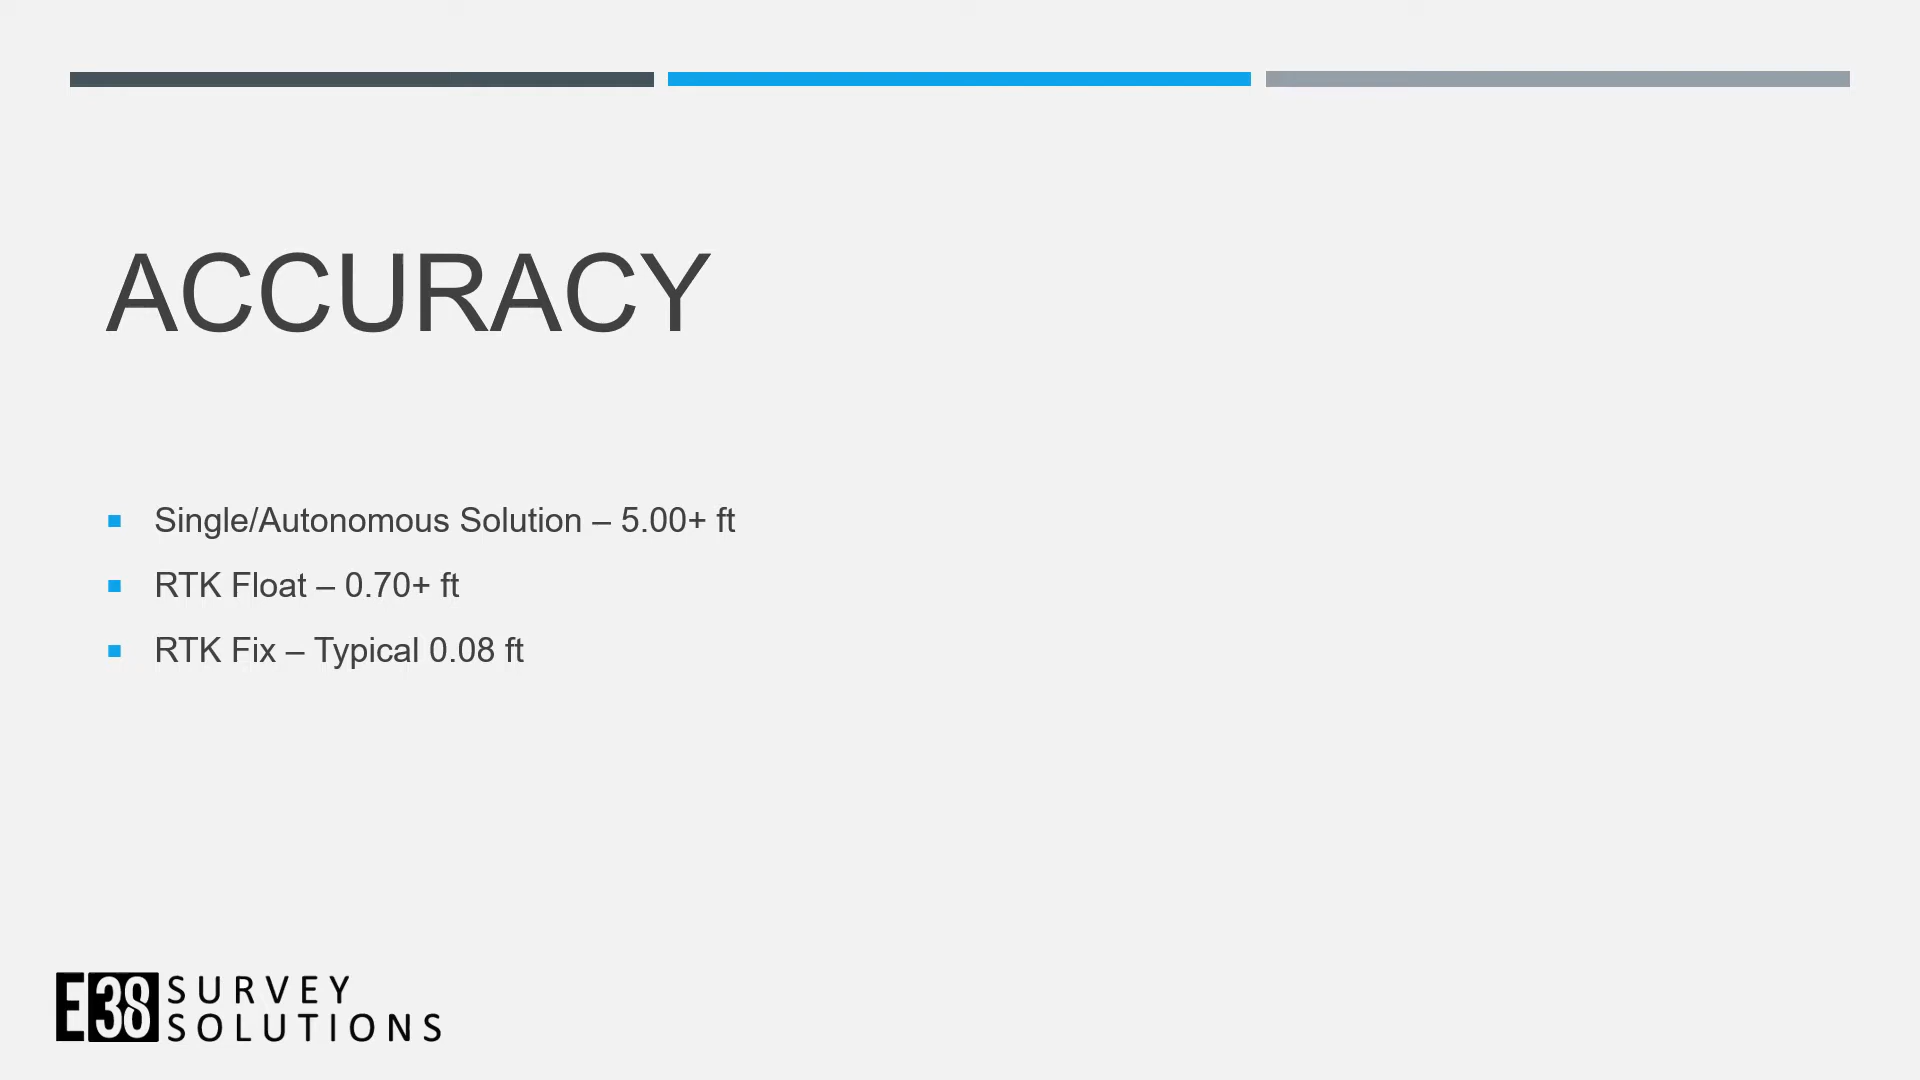 ACCURACY
Single/Autonomous Solution – 5.00+ ft
RTK Float – 0.70+ ft
RTK Fix – Typical 0.08 ft
E38 SURVEY
SOLUTIONS